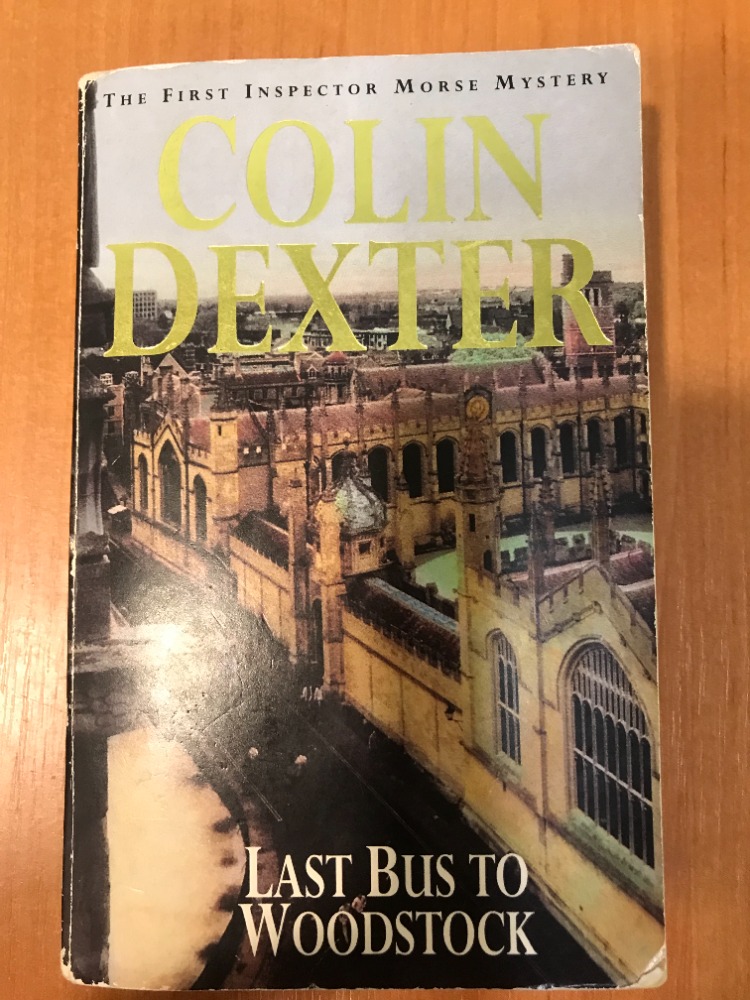 THE FIRST INSPECTOR MORSE MYSTERY
COLIN
DEXTER
LAST BUS TO
WOODSTOCK